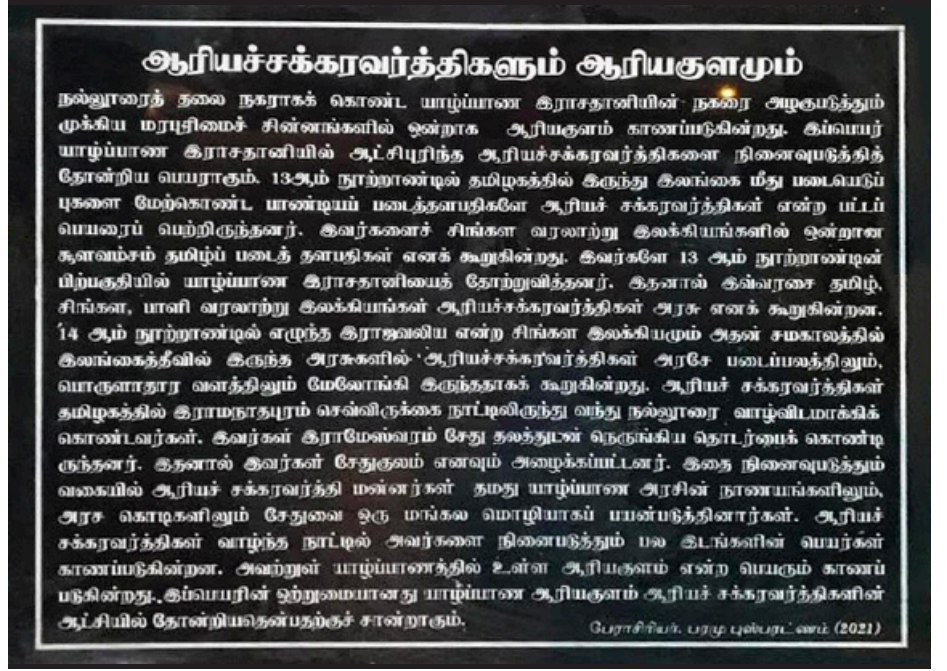 ஆரியச்சக்கரவர்த்திகளும் ஆரியகுளமும்
நல்லூரைத் தலை நகராகக் கொண்ட யாழ்ப்பாண இராசதானியின் நகரை அழகுபடுத்தும்
முக்கிய மரபுரிமைச் சின்னங்களில் ஒன்றாக ஆரியகுளம் காணப்படுகின்றது. இப்பெயர்
யாழ்ப்பாண இராசதானியில் ஆட்சிபுரிந்த ஆரியச்சக்கரவர்த்திகளை நினைவுபடுத்தித்
தோன்றிய பெயராகும். 13ஆம் நூற்றாண்டில் தமிழகத்தில் இருந்து இலங்கை மீது படையெடுப்
புகளை மேற்கொண்ட பாண்டியப் படைத்தளபதிகளே ஆரியச் சக்கரவர்த்திகள் என்ற பட்டப்
பெயரைப் பெற்றிருந்தனர். இவர்களைச் சிங்கள வரலாற்று இலக்கியங்களில் ஒன்றான
சூளவம்சம் தமிழ்ப் படைத் தளபதிகள் எனக் கூறுகின்றது. இவர்களே 13 ஆம் நூற்றாண்டின்
பிற்பகுதியில் யாழ்ப்பாண இராசதானியைத் தோற்றுவித்தனர். இதனால் இவ்வரசை தமிழ்,
சிங்கள, பாளி வரலாற்று இலக்கியங்கள் ஆரியச்சக்கரவர்த்திகள் அரசு எனக் கூறுகின்றன.
14 ஆம் நூற்றாண்டில் எழுந்த இராஜவலிய என்ற சிங்கள இலக்கியமும் அதன் சமகாலத்தில்
இலங்கைத்தீவில் இருந்த அரசுகளில் ஆரியச்சக்கரவர்த்திகள் அரசே படைப்பலத்திலும்,
பொருளாதார வளத்திலும் மேலோங்கி இருந்ததாகக் கூறுகின்றது. ஆரியச் சக்கரவர்த்திகள்
தமிழகத்தில் இராமநாதபுரம் செவ்விருக்கை நாட்டிலிருந்து வந்து நல்லூரை வாழ்விடமாக்கிக்
கொண்டவர்கள். இவர்கள் இராமேஸ்வரம் சேது தலத்துடன் நெருங்கிய தொடர்பைக் கொண்டி
ருந்தனர். இதனால் இவர்கள் சேதுகுலம் எனவும் அழைக்கப்பட்டனர். இதை நினைவுபடுத்தும்
வகையில் ஆரியச் சக்கரவர்த்தி மன்னர்கள் தமது யாழ்ப்பாண அரசின் நாணயங்களிலும்,
அரச கொடிகளிலும் சேதுவை ஒரு மங்கல மொழியாகப் பயன்படுத்தினார்கள். ஆரியச்
சக்கரவர்த்திகள் வாழ்ந்த நாட்டில் அவர்களை நினைபடுத்தும் பல இடங்களின் பெயர்கள்
காணப்படுகின்றன. அவற்றுள் யாழ்ப்பாணத்தில் உள்ள ஆரியகுளம் என்ற பெயரும் காணப்
படுகின்றது. இப்பெயரின் ஒற்றுமையானது யாழ்ப்பாண ஆரியகுளம் ஆரியச் சக்கரவர்த்திகளின்
ஆட்சியில் தோன்றியதென்பதற்குச் சான்றாகும்.
பேராசிரியர். பரமு புஸ்பரட்ணம் (2021)